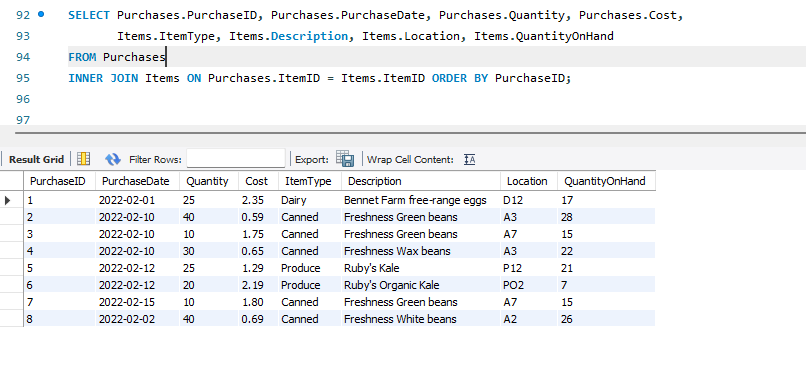 92 SELECT Purchases.PurchaseID, Purchases.PurchaseDate, Purchases.Quantity, Purchases.Cost,
93 Items.ItemType, Items.Description, Items.Location, Items.QuantityOnHand
94 FROM Purchases
95 INNER JOIN Items ON Purchases.ItemID = Items.ItemID ORDER BY PurchaseID;
96
97
Result Grid Filter Rows: Export: Wrap Cell Content: IA
PurchaseID PurchaseDate Quantity Cost ItemType Description Location QuantityOnHand
1 2022-02-01 25 2.35 Dairy Bennet Farm free-range eggs D12 17
2 2022-02-10 40 0.59 Canned Freshness Green beans A3 28
3 2022-02-10 10 1.75 Canned Freshness Green beans A7 15
4 2022-02-10 30 0.65 Canned Freshness Wax beans A3 22
5 2022-02-12 25 1.29 Produce Ruby's Kale P12 21
6 2022-02-12 20 2.19 Produce Ruby's Organic Kale PO2 7
7 2022-02-15 10 1.80 Canned Freshness Green beans A7 15
8 2022-02-02 40 0.69 Canned Freshness White beans A2 26